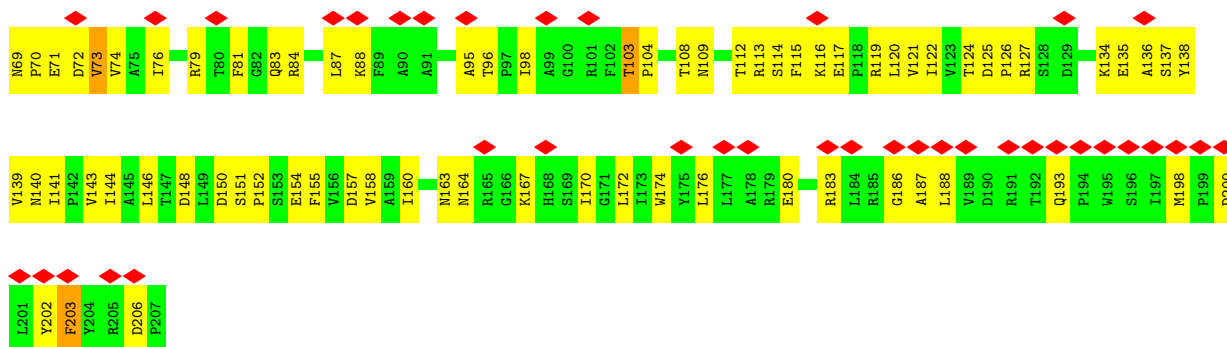 N69 P70 E71 D72 V73 V74 A75 I76 R79 T80 F81 G82 Q83 R84 L87 K88 F89 A90 A91 A95 T96 P97 I98 A99 G100 R101 F102 T103 P104 T108 N109 T112 R113 S114 F115 K116 E117 P118 R119 L120 V121 I122 V123 T124 D125 P126 R127 S128 D129 K134 E135 A136 S137 Y138
V139 N140 I141 P142 V143 I144 A145 L146 T147 D148 L149 D150 S151 P152 S153 E154 F155 V156 D157 V158 A159 I160 N163 N164 R165 G166 K167 H168 S169 I170 G171 L172 I173 W174 Y175 L176 L177 A178 R179 E180 R183 L184 R185 G186 A187 L188 V189 D190 R191 T192 Q193 P194 W195 S196 I197 M198 P199 D200
L201 Y202 F203 Y204 R205 D206 P207